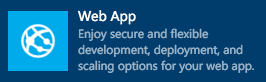 Web App
Enjoy secure and flexible
development, deployment, and
scaling options for your web app.